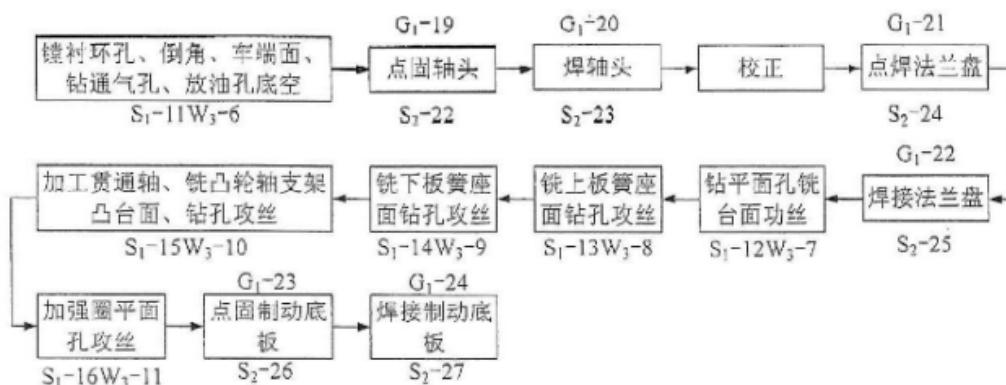 G₁-19
G₁-20
G₁-21
镗衬环孔、倒角、车端面、
钻通气孔、放油孔底空
点固轴头
焊轴头
校正
点焊法兰盘
S₁-11W₃-6
S₂-22
S₂-23
S₂-24
G₁-22
加工贯通轴、铣凸轮轴支架
凸台面、钻孔攻丝
铣下板簧座
面钻孔攻丝
铣上板簧座
面钻孔攻丝
钻平面孔铣
台面功丝
焊接法兰盘
S₁-15W₃-10
S₁-14W₃-9
S₁-13W₃-8
S₁-12W₃-7
S₂-25
G₁-23
G₁-24
加强圈平面
孔攻丝
点固制动底
板
焊接制动底
板
S₁-16W₃-11
S₂-26
S₂-27